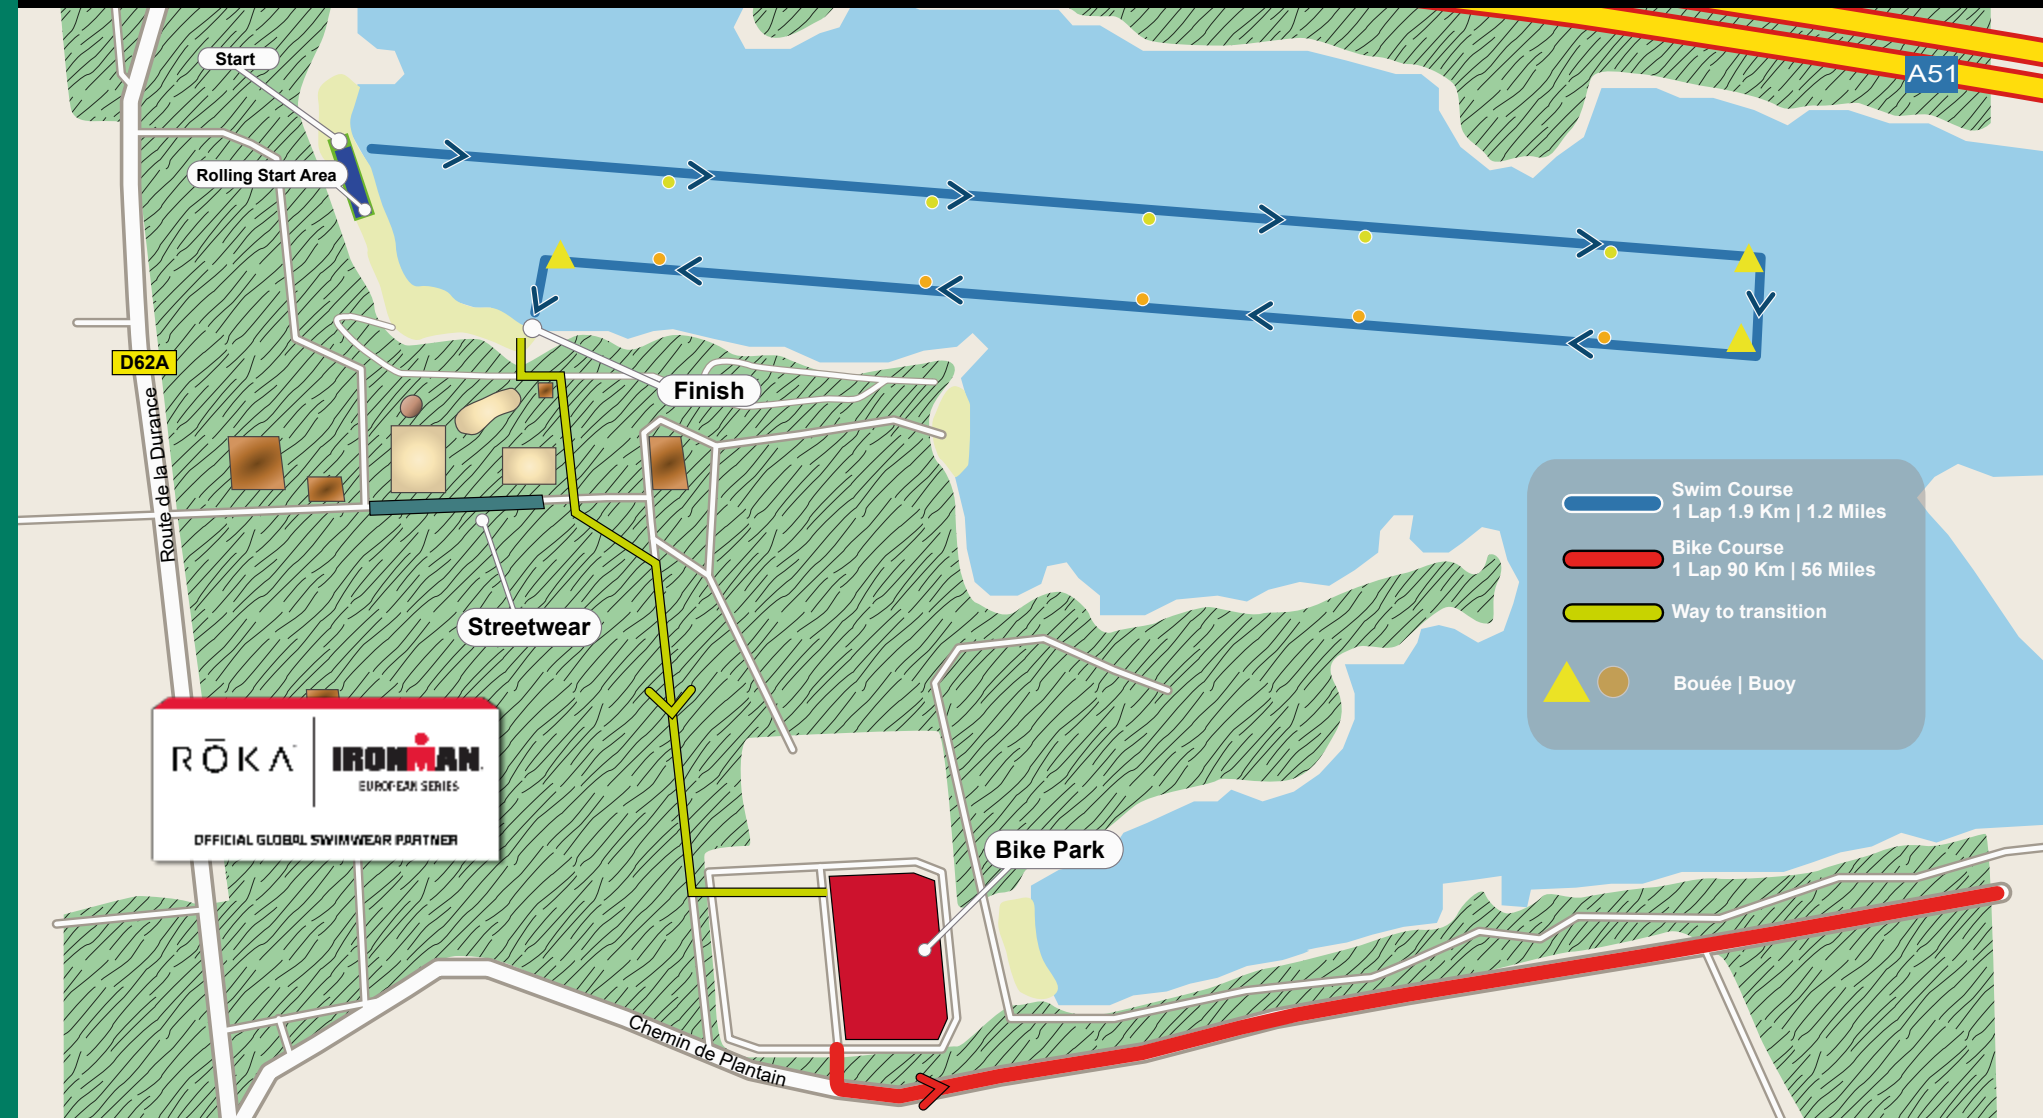 A51
Start
Rolling Start Area
D62A
Route de la Durance
Finish
Streetwear
Swim Course
1 Lap 1.9 Km | 1.2 Miles
Bike Course
1 Lap 90 Km | 56 Miles
Way to transition
Bouée | Buoy
RŌKA
IRONMAN
EUROPEAN SERIES
OFFICIAL GLOBAL SWIMWEAR PARTNER
Bike Park
Chemin de Plantain